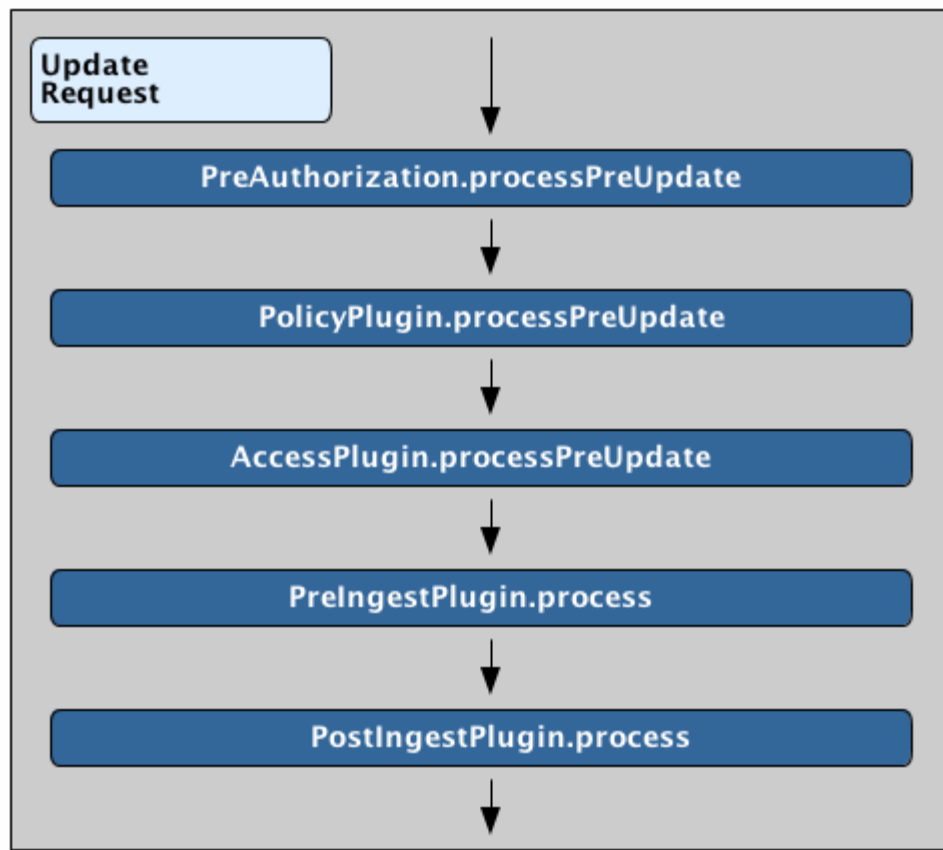 Update
Request
PreAuthorization.processPreUpdate
PolicyPlugin.processPreUpdate
AccessPlugin.processPreUpdate
PreIngestPlugin.process
PostIngestPlugin.process